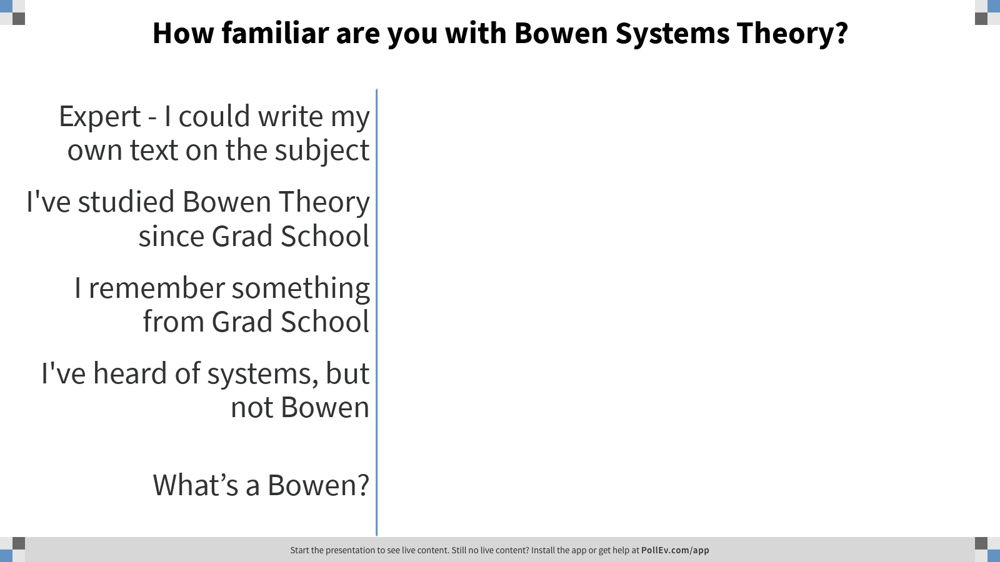 How familiar are you with Bowen Systems Theory?
Expert - I could write my
own text on the subject
I've studied Bowen Theory
since Grad School
I remember something
from Grad School
I've heard of systems, but
not Bowen
What’s a Bowen?
Start the presentation to see live content. Still no live content? Install the app or get help at PollEv.com/app